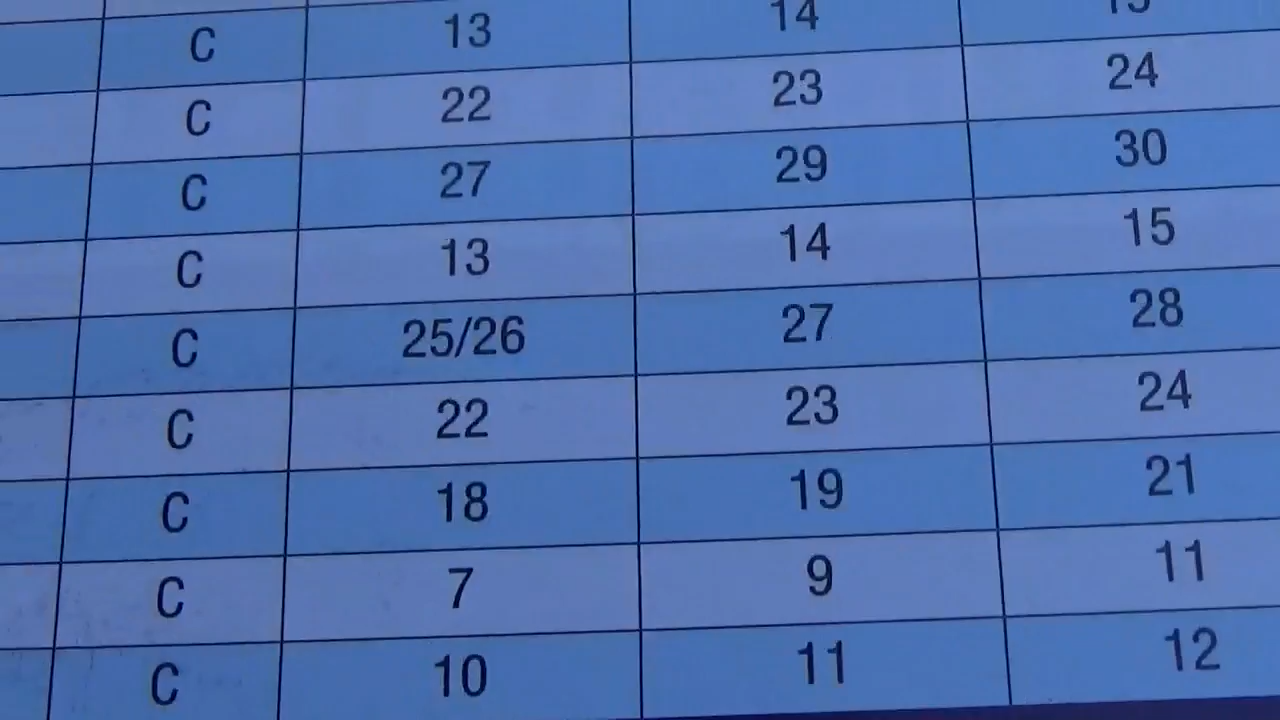 C 13 14
C 22 23 24
C 27 29 30
C 13 14 15
C 25/26 27 28
C 22 23 24
C 18 19 21
C 7 9 11
C 10 11 12